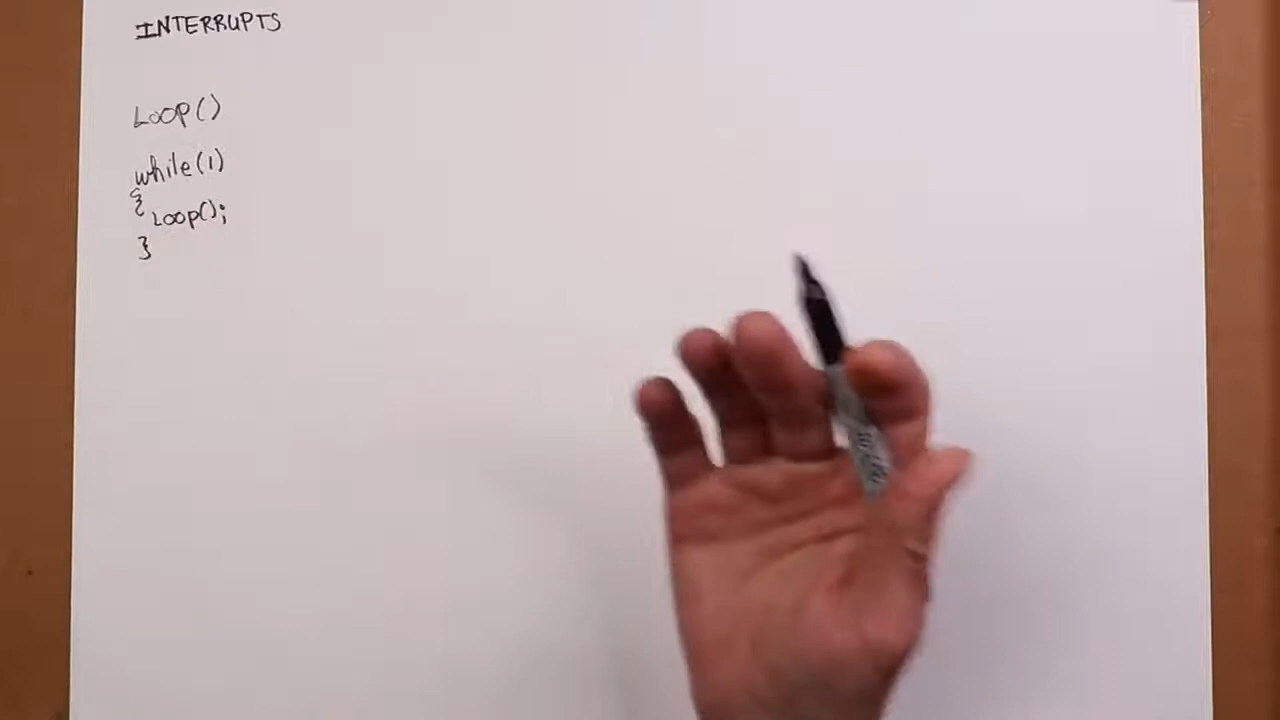 INTERRUPTS
Loop()
while(1)
{
Loop();
}